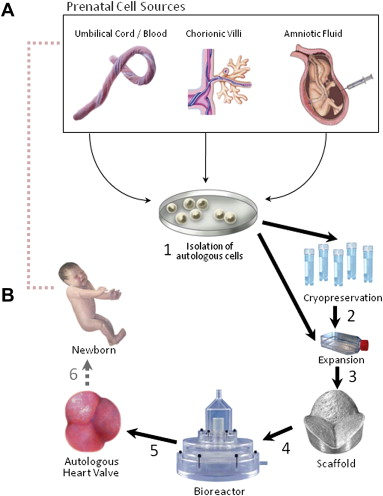 A
Prenatal Cell Sources
Umbilical Cord / Blood
Chorionic Villi
Amniotic Fluid
1
Isolation of
autologous cells
B
Cryopreservation
2
Newborn
Expansion
6
3
Autologous
Heart Valve
5
4
Scaffold
Bioreactor